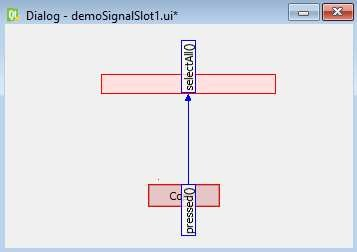 Dialog - demoSignalSlot1.ui*
selectAll()
pressed()